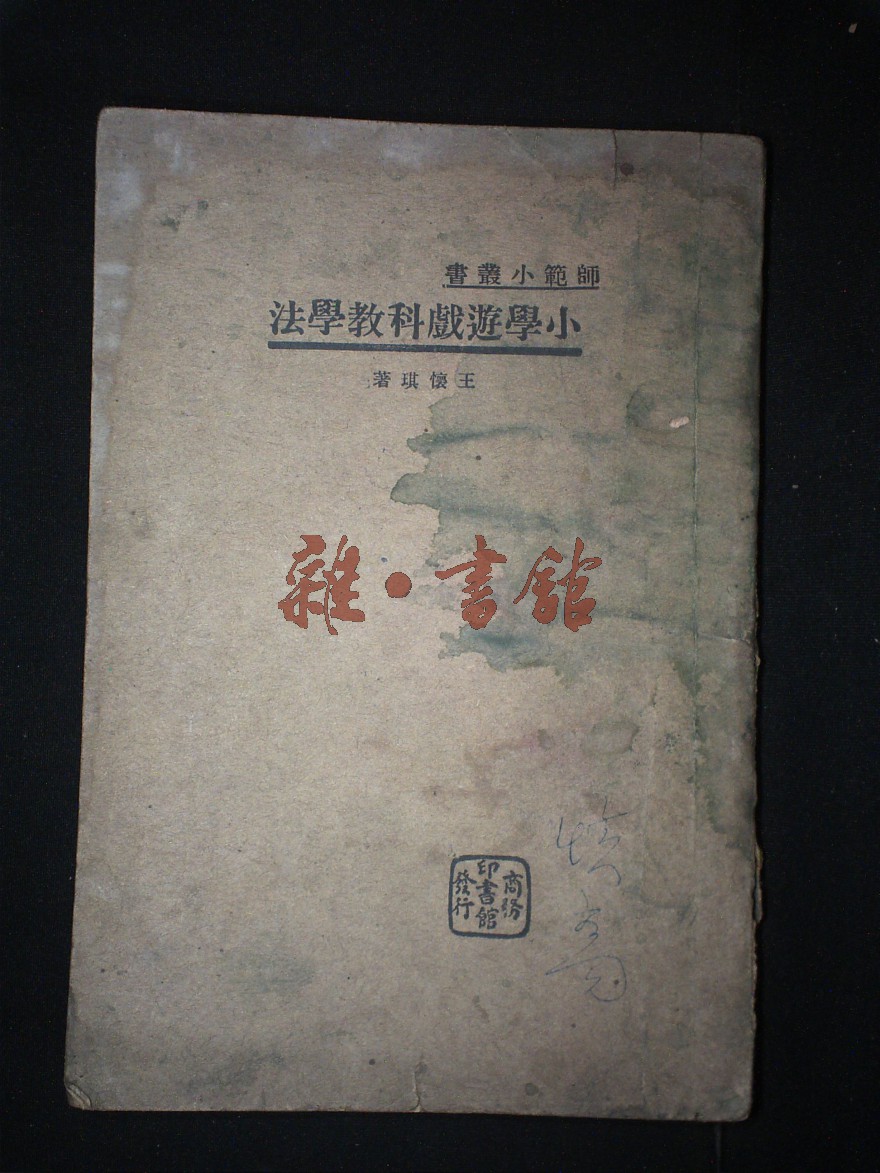 師範小叢書
小學遊戲科教學法
王懷琪著
雜·書館
商務
印書館
發行